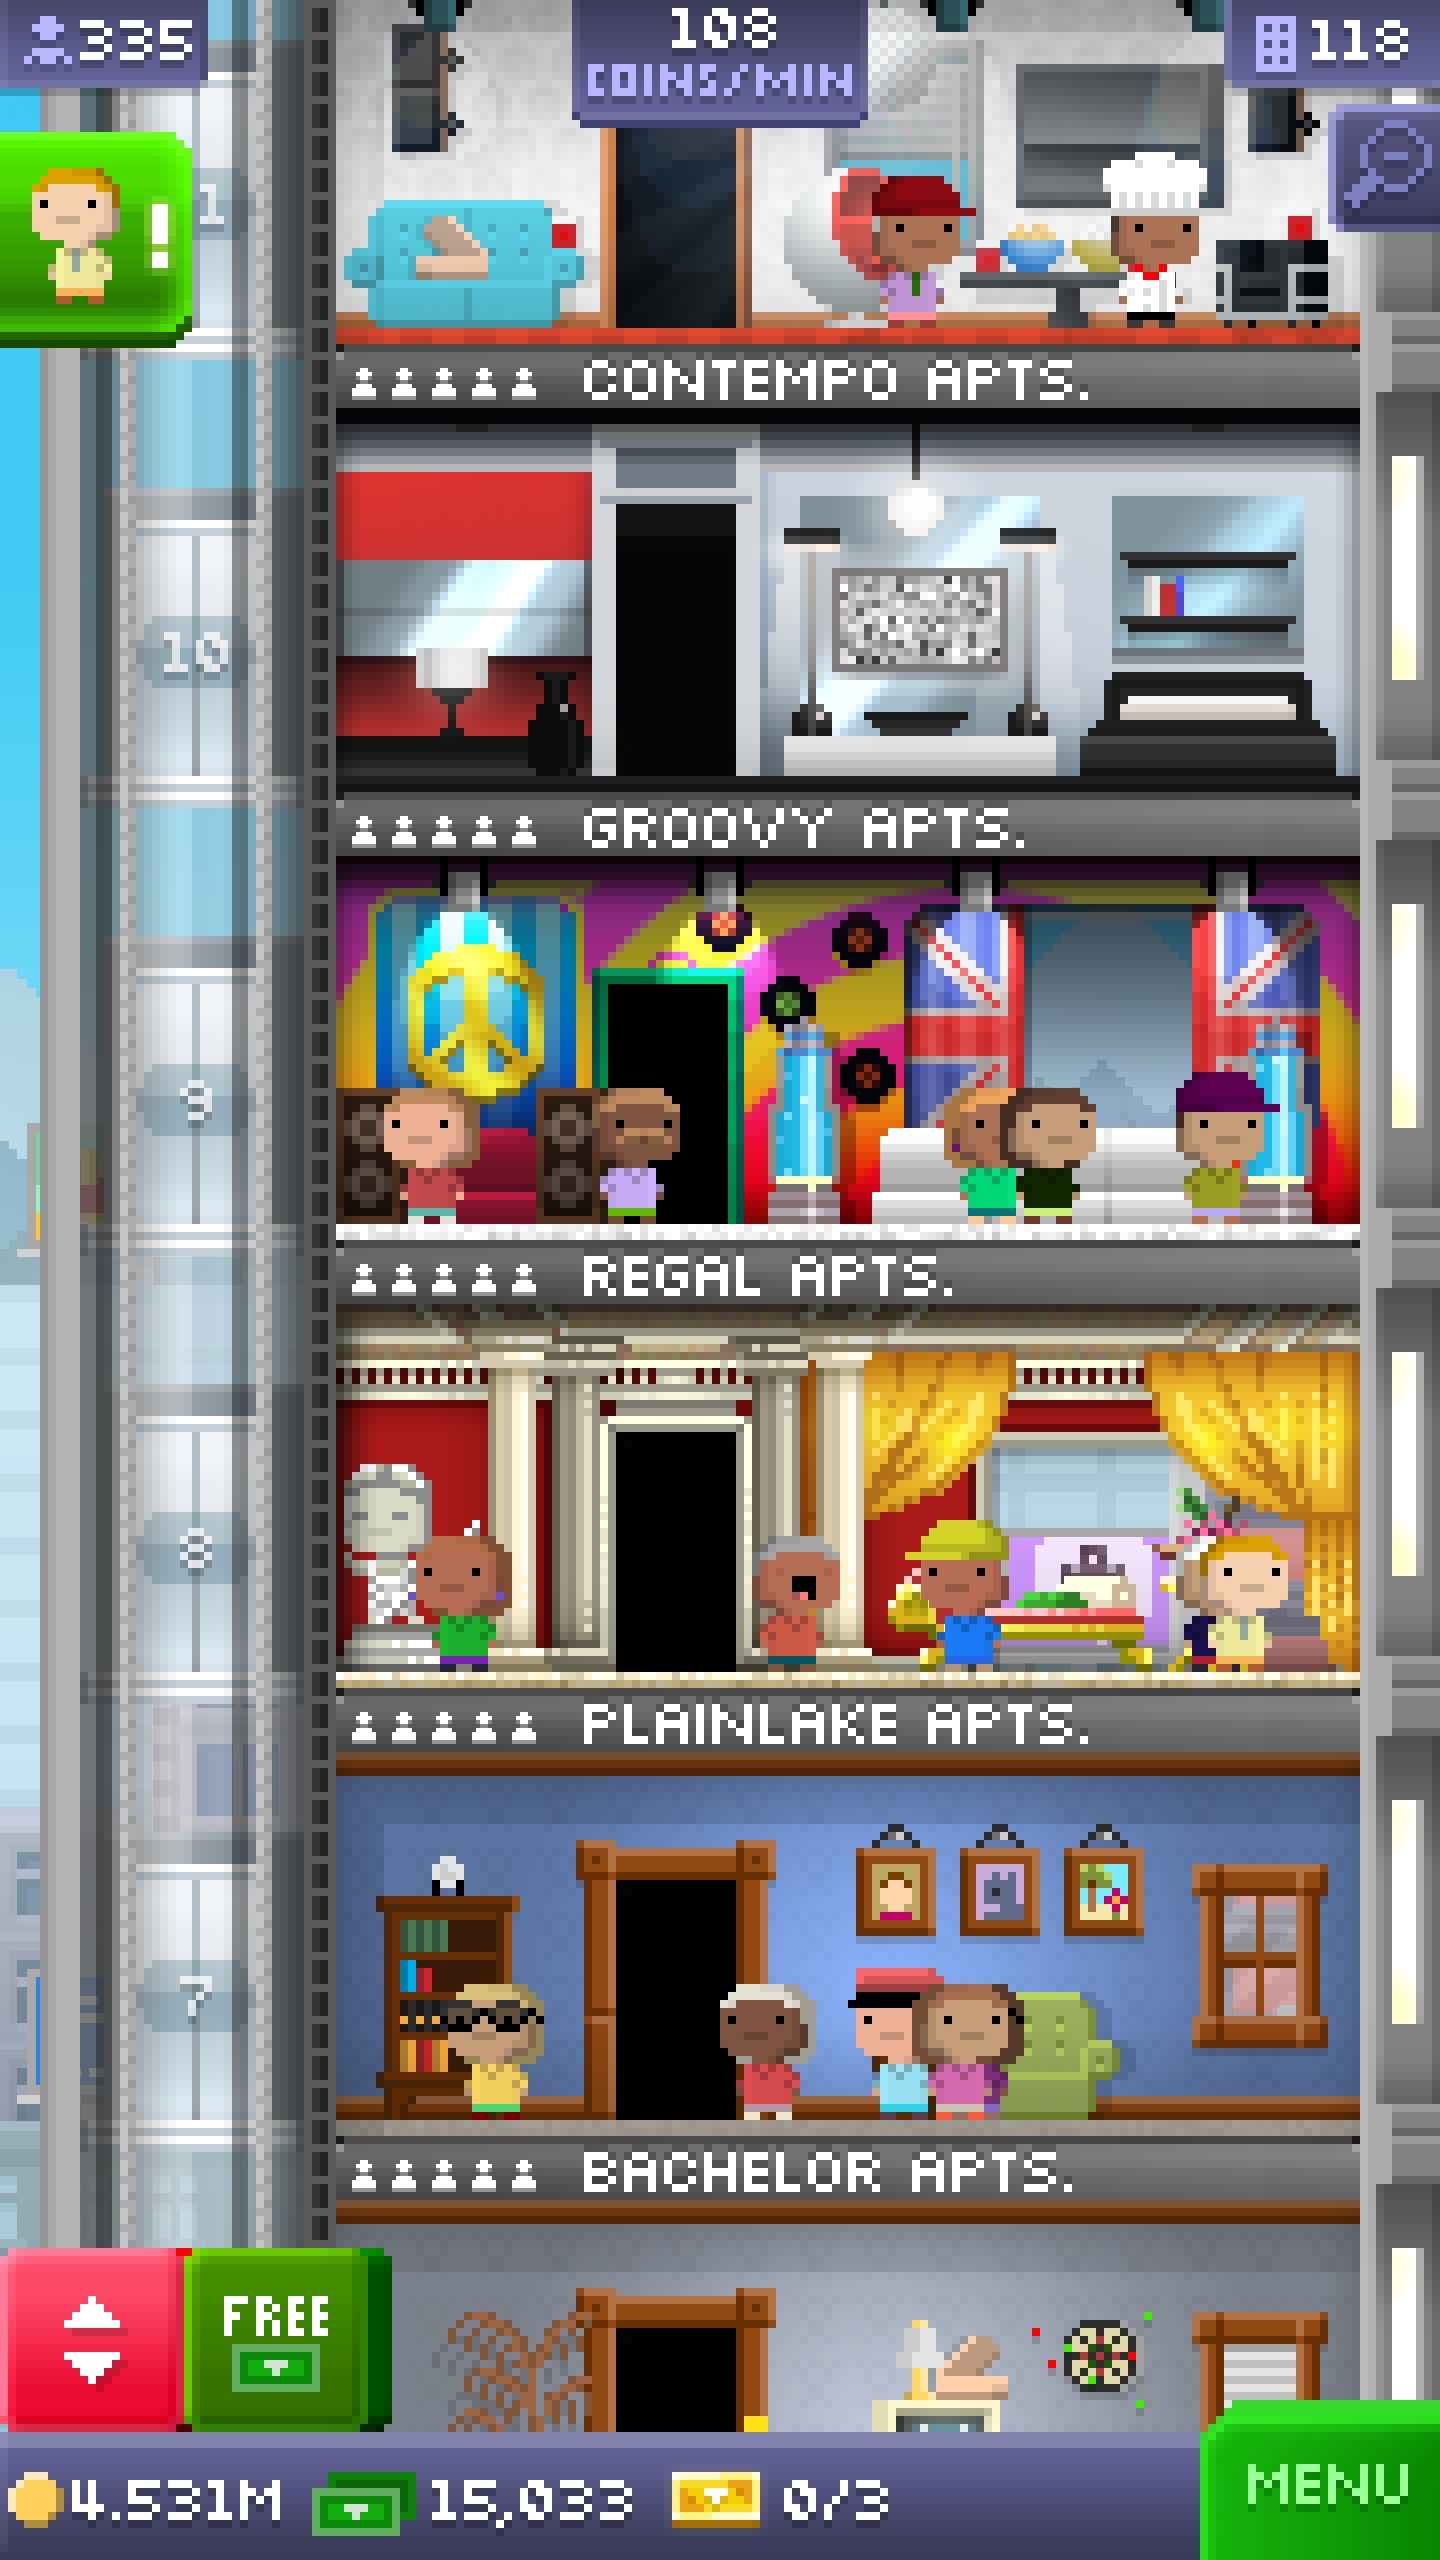 335
108
COINS/MIN
118
!
1
CONTEMPO APTS.
10
GROOVY APTS.
9
REGAL APTS.
8
PLAINLAKE APTS.
7
BACHELOR APTS.
FREE
4.531M
15,033
0/3
MENU